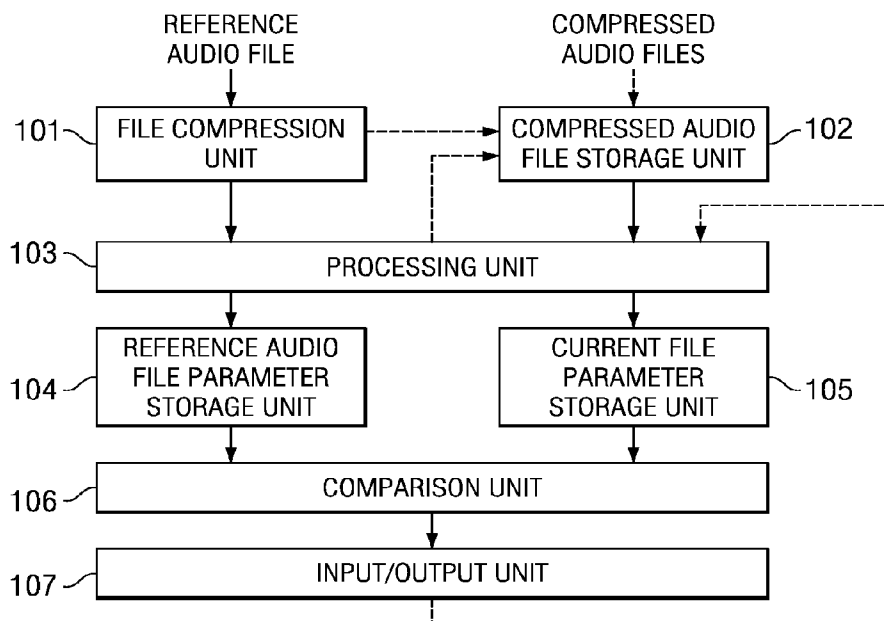 REFERENCE
AUDIO FILE
COMPRESSED
AUDIO FILES
101
FILE COMPRESSION
UNIT
COMPRESSED AUDIO
FILE STORAGE UNIT
102
103
PROCESSING UNIT
104
REFERENCE AUDIO
FILE PARAMETER
STORAGE UNIT
CURRENT FILE
PARAMETER
STORAGE UNIT
105
106
COMPARISON UNIT
107
INPUT/OUTPUT UNIT